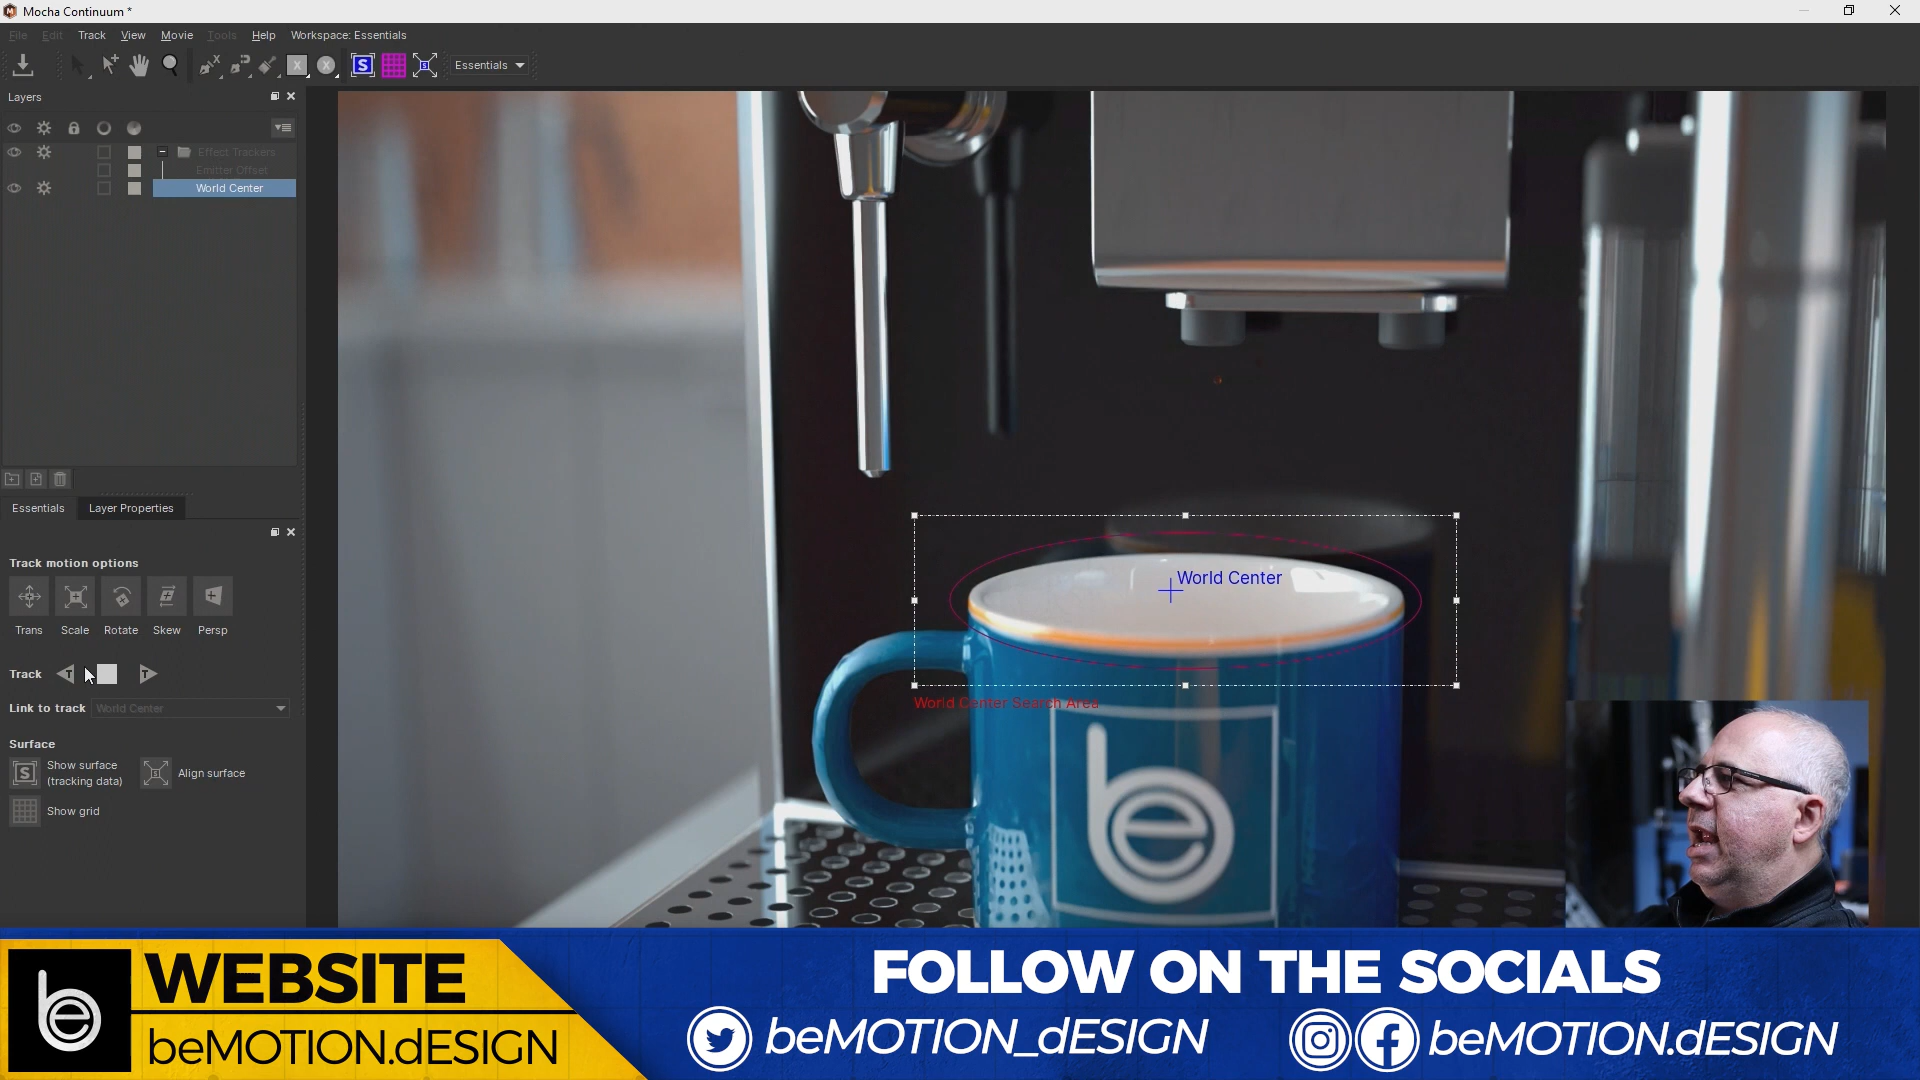 Mocha Continuum *
File Edit Track View Movie Tools Help Workspace: Essentials
Essentials
Layers
Effect Trackers
Emitter Offset
World Center
Essentials Layer Properties
Track motion options
Trans Scale Rotate Skew Persp
Track
Link to track World Center
Surface
Show surface
(tracking data)
Align surface
Show grid
World Center
World Center Search Area
be
be
WEBSITE
beMOTION.dESIGN
FOLLOW ON THE SOCIALS
beMOTION_dESIGN
beMOTION.dESIGN